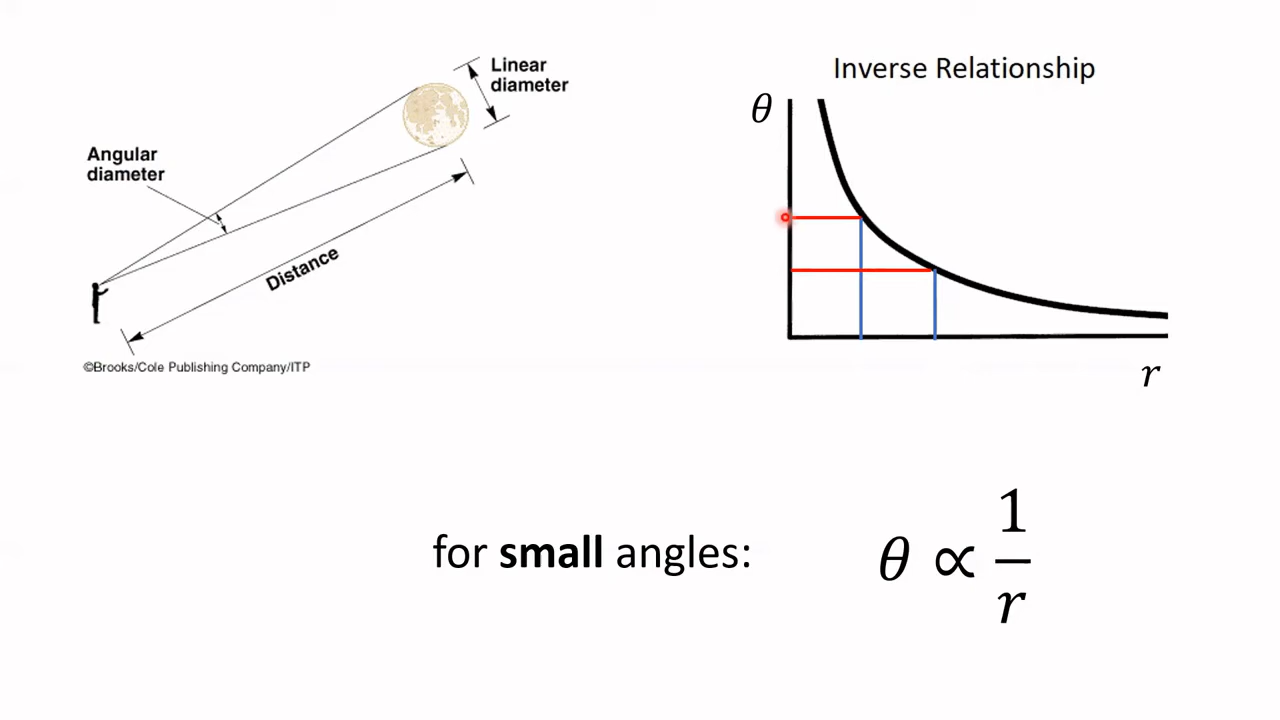 Linear
diameter
Angular
diameter
Distance
©Brooks/Cole Publishing Company/ITP
Inverse Relationship
θ
r
for small angles:
θ ∝ 1/r